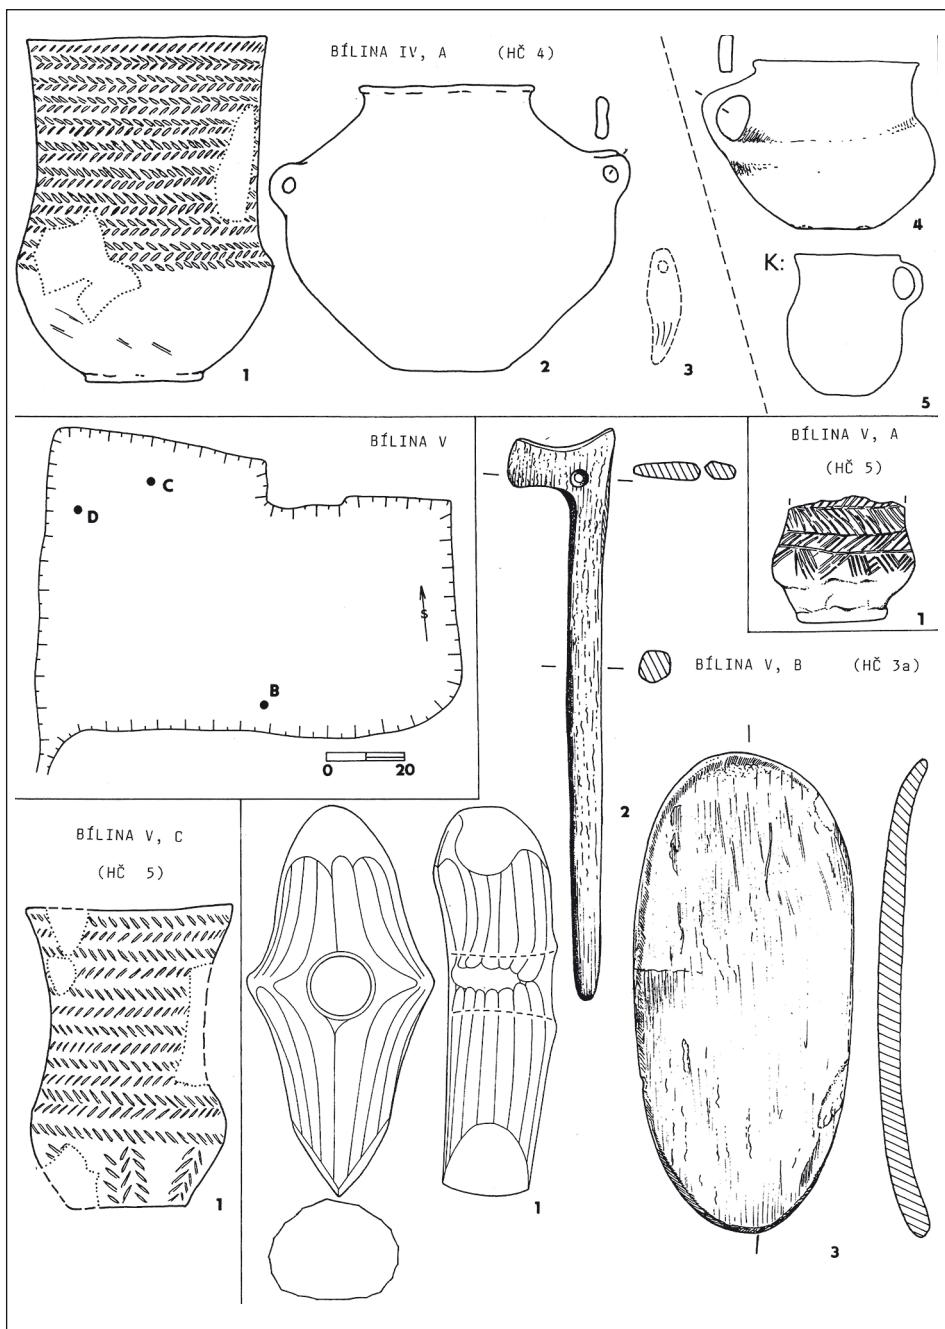 BÍLINA IV, A (HČ 4)
1
2
3
4
K:
5
BÍLINA V
C
D
S
B
0 20
BÍLINA V, A
(HČ 5)
1
BÍLINA V, B (HČ 3a)
2
BÍLINA V, C
(HČ 5)
1
1
3